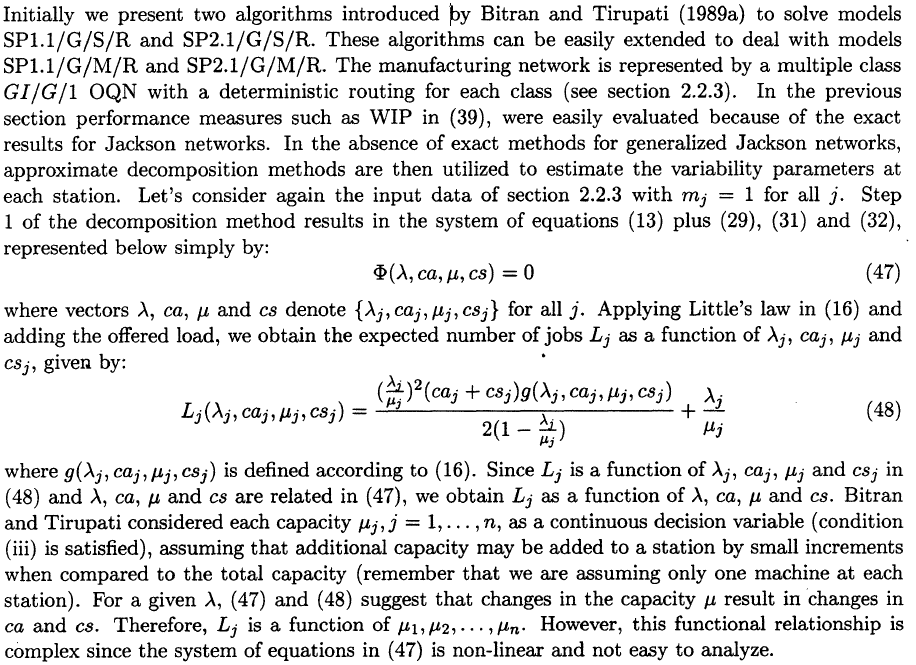 Initially we present two algorithms introduced by Bitran and Tirupati (1989a) to solve models
SP1.1/G/S/R and SP2.1/G/S/R. These algorithms can be easily extended to deal with models
SP1.1/G/M/R and SP2.1/G/M/R. The manufacturing network is represented by a multiple class
GI/G/1 OQN with a deterministic routing for each class (see section 2.2.3). In the previous
section performance measures such as WIP in (39), were easily evaluated because of the exact
results for Jackson networks. In the absence of exact methods for generalized Jackson networks,
approximate decomposition methods are then utilized to estimate the variability parameters at
each station. Let's consider again the input data of section 2.2.3 with m_j = 1 for all j. Step
1 of the decomposition method results in the system of equations (13) plus (29), (31) and (32),
represented below simply by:
Φ(λ, ca, μ, cs) = 0 (47)
where vectors λ, ca, μ and cs denote {λ_j, ca_j, μ_j, cs_j} for all j. Applying Little's law in (16) and
adding the offered load, we obtain the expected number of jobs L_j as a function of λ_j, ca_j, μ_j and
cs_j, given by:
L_j(λ_j, ca_j, μ_j, cs_j) = ((λ_j/μ_j)^2(ca_j + cs_j)g(λ_j, ca_j, μ_j, cs_j))/(2(1 − λ_j/μ_j)) + λ_j/μ_j (48)
where g(λ_j, ca_j, μ_j, cs_j) is defined according to (16). Since L_j is a function of λ_j, ca_j, μ_j and cs_j in
(48) and λ, ca, μ and cs are related in (47), we obtain L_j as a function of λ, ca, μ and cs. Bitran
and Tirupati considered each capacity μ_j, j = 1, . . . , n, as a continuous decision variable (condition
(iii) is satisfied), assuming that additional capacity may be added to a station by small increments
when compared to the total capacity (remember that we are assuming only one machine at each
station). For a given λ, (47) and (48) suggest that changes in the capacity μ result in changes in
ca and cs. Therefore, L_j is a function of μ_1, μ_2, . . . , μ_n. However, this functional relationship is
complex since the system of equations in (47) is non-linear and not easy to analyze.